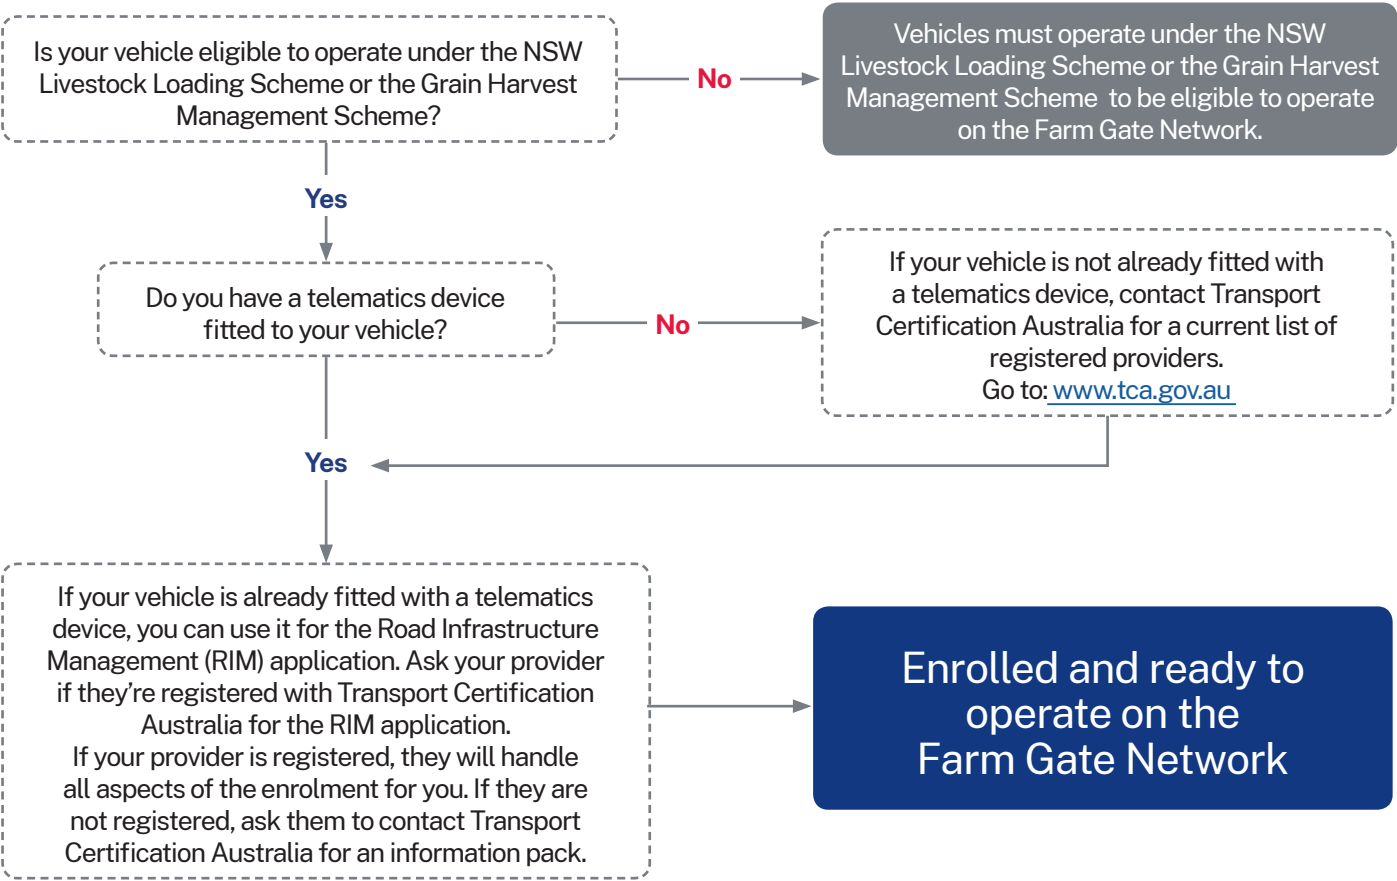 Is your vehicle eligible to operate under the NSW
Livestock Loading Scheme or the Grain Harvest
Management Scheme?
No
Vehicles must operate under the NSW
Livestock Loading Scheme or the Grain Harvest
Management Scheme to be eligible to operate
on the Farm Gate Network.
Yes
Do you have a telematics device
fitted to your vehicle?
No
If your vehicle is not already fitted with
a telematics device, contact Transport
Certification Australia for a current list of
registered providers.
Go to: www.tca.gov.au
Yes
If your vehicle is already fitted with a telematics
device, you can use it for the Road Infrastructure
Management (RIM) application. Ask your provider
if they’re registered with Transport Certification
Australia for the RIM application.
If your provider is registered, they will handle
all aspects of the enrolment for you. If they are
not registered, ask them to contact Transport
Certification Australia for an information pack.
Enrolled and ready to
operate on the
Farm Gate Network